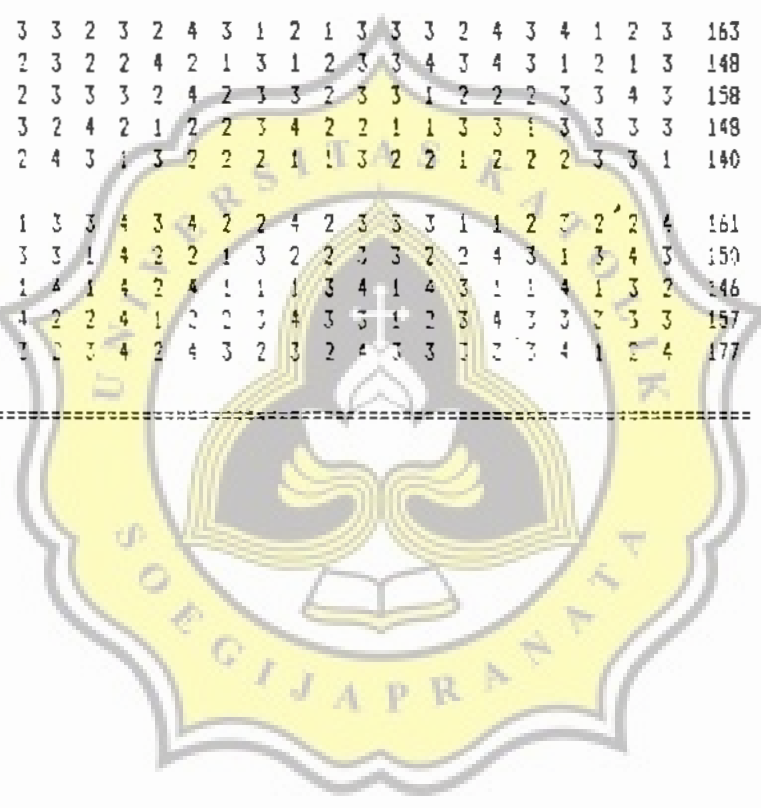 3 3 2 3 2 4 3 1 2 1 3 3 3 2 4 3 4 1 2 3 163
2 3 2 2 4 2 1 3 1 2 3 3 4 3 4 3 1 2 1 3 148
2 3 3 3 2 4 2 3 3 2 3 3 1 2 2 2 3 3 4 3 158
3 2 4 2 1 2 2 3 4 2 2 1 1 3 3 1 3 3 3 3 148
2 4 3 1 3 2 2 2 1 1 3 2 2 1 2 2 2 3 3 1 140
1 3 3 4 3 4 2 2 4 2 3 3 3 1 1 2 3 2 2 4 161
3 3 1 4 2 2 1 3 2 2 3 3 2 2 4 3 1 3 4 3 150
1 4 1 4 2 4 1 1 1 3 4 1 4 3 1 1 4 1 3 2 146
4 2 2 4 1 2 3 4 3 3 1 2 3 4 3 3 3 3 3 157
3 4 2 4 3 2 3 2 4 3 3 3 4 1 4 177
UNIVERSITAS KATOLIK
SOEGIJAPRANATA